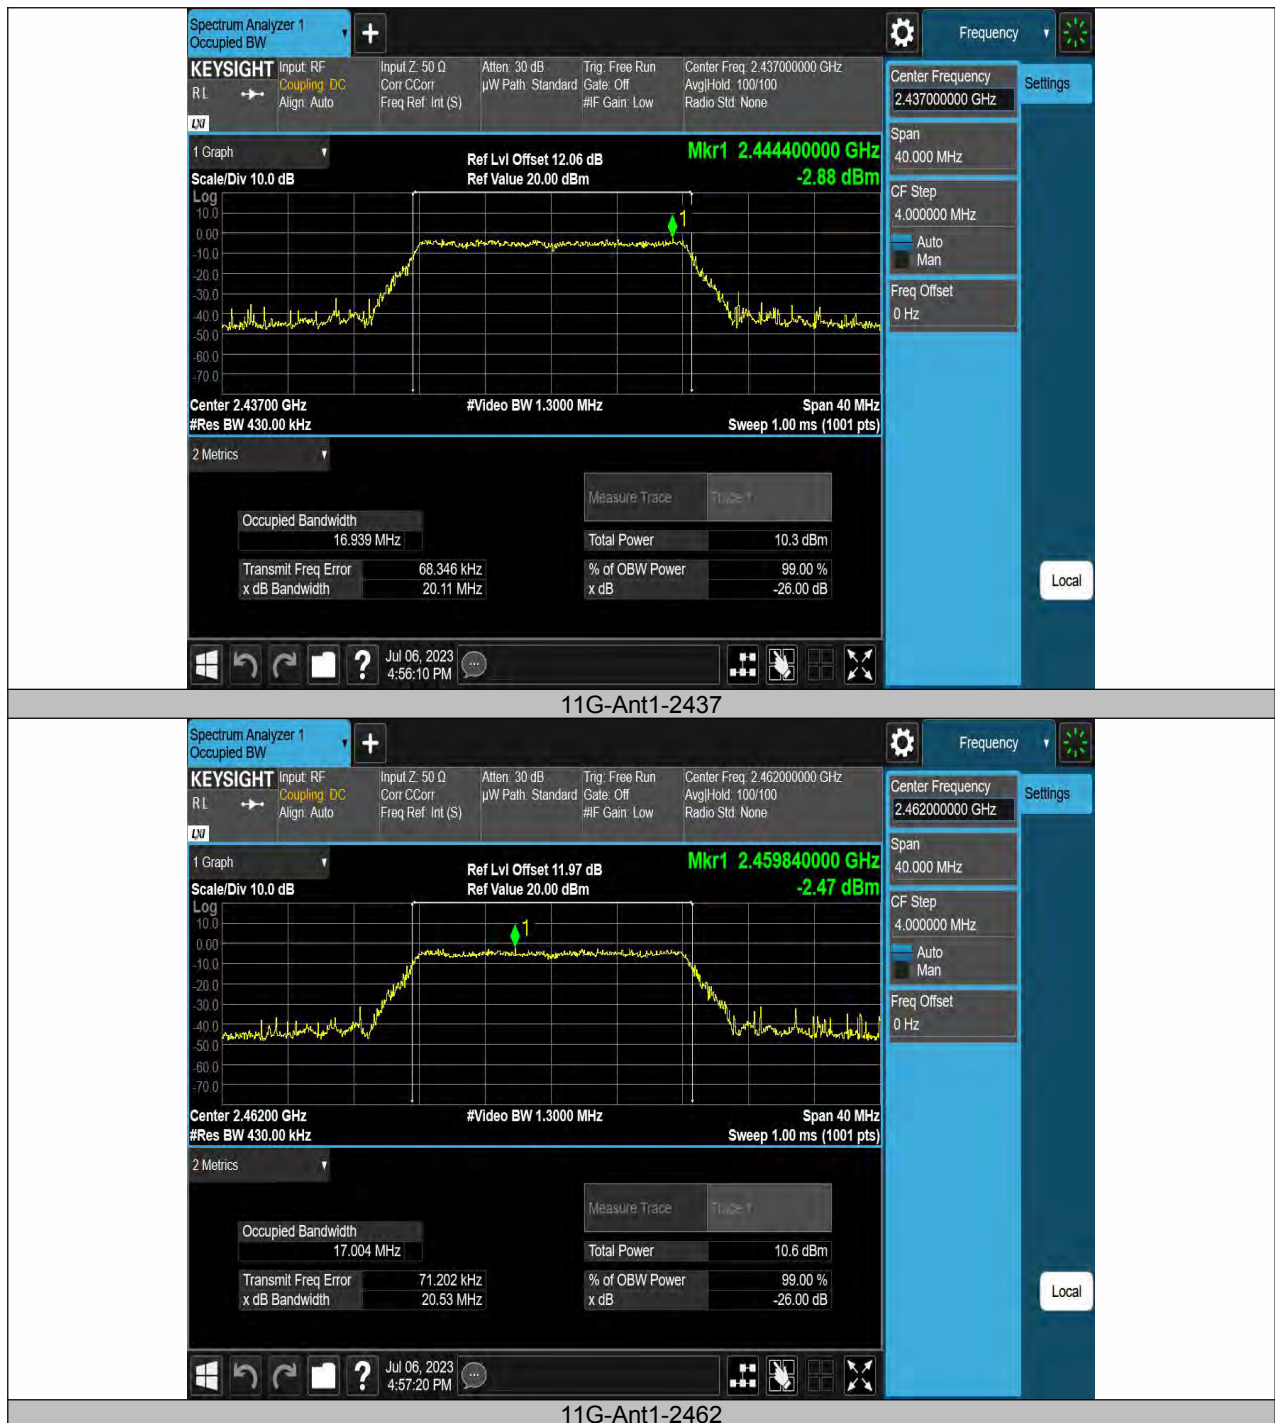 Spectrum Analyzer 1
Occupied BW
+
Frequency
KEYSIGHT
R L
LXI
Input: RF
Coupling: DC
Align: Auto
Input Z: 50 Ω
Corr CCorr
Freq Ref: Int (S)
Atten: 30 dB
µW Path: Standard
Trig: Free Run
Gate: Off
#IF Gain: Low
Center Freq: 2.437000000 GHz
Avg|Hold: 100/100
Radio Std: None
Center Frequency
2.437000000 GHz
Settings
Span
40.000 MHz
CF Step
4.000000 MHz
Auto
Man
Freq Offset
0 Hz
Local
1 Graph
Scale/Div 10.0 dB
Ref Lvl Offset 12.06 dB
Ref Value 20.00 dBm
Mkr1 2.444400000 GHz
-2.88 dBm
Log
10.0
0.00
-10.0
-20.0
-30.0
-40.0
-50.0
-60.0
-70.0
1
Center 2.43700 GHz
#Video BW 1.3000 MHz
Span 40 MHz
#Res BW 430.00 kHz
Sweep 1.00 ms (1001 pts)
2 Metrics
Measure Trace Trace 1
Occupied Bandwidth
16.939 MHz
Total Power 10.3 dBm
Transmit Freq Error 68.346 kHz
% of OBW Power 99.00 %
x dB Bandwidth 20.11 MHz
x dB -26.00 dB
?
Jul 06, 2023
4:56:10 PM
11G-Ant1-2437
Spectrum Analyzer 1
Occupied BW
+
Frequency
KEYSIGHT
R L
LXI
Input: RF
Coupling: DC
Align: Auto
Input Z: 50 Ω
Corr CCorr
Freq Ref: Int (S)
Atten: 30 dB
µW Path: Standard
Trig: Free Run
Gate: Off
#IF Gain: Low
Center Freq: 2.462000000 GHz
Avg|Hold: 100/100
Radio Std: None
Center Frequency
2.462000000 GHz
Settings
Span
40.000 MHz
CF Step
4.000000 MHz
Auto
Man
Freq Offset
0 Hz
Local
1 Graph
Scale/Div 10.0 dB
Ref Lvl Offset 11.97 dB
Ref Value 20.00 dBm
Mkr1 2.459840000 GHz
-2.47 dBm
Log
10.0
0.00
-10.0
-20.0
-30.0
-40.0
-50.0
-60.0
-70.0
1
Center 2.46200 GHz
#Video BW 1.3000 MHz
Span 40 MHz
#Res BW 430.00 kHz
Sweep 1.00 ms (1001 pts)
2 Metrics
Measure Trace Trace 1
Occupied Bandwidth
17.004 MHz
Total Power 10.6 dBm
Transmit Freq Error 71.202 kHz
% of OBW Power 99.00 %
x dB Bandwidth 20.53 MHz
x dB -26.00 dB
?
Jul 06, 2023
4:57:20 PM
11G-Ant1-2462